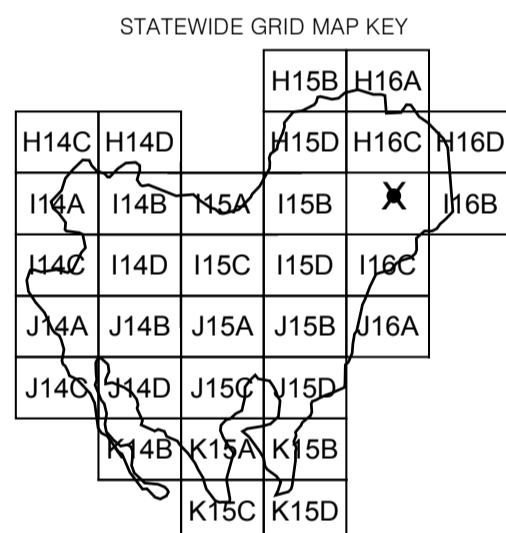 STATEWIDE GRID MAP KEY
H15B H16A
H14C H14D H15D H16C H16D
I14A I14B I15A I15B X I16B
I14C I14D I15C I15D I16C
J14A J14B J15A J15B J16A
J14C J14D J15C J15D
K14B K15A K15B
K15C K15D